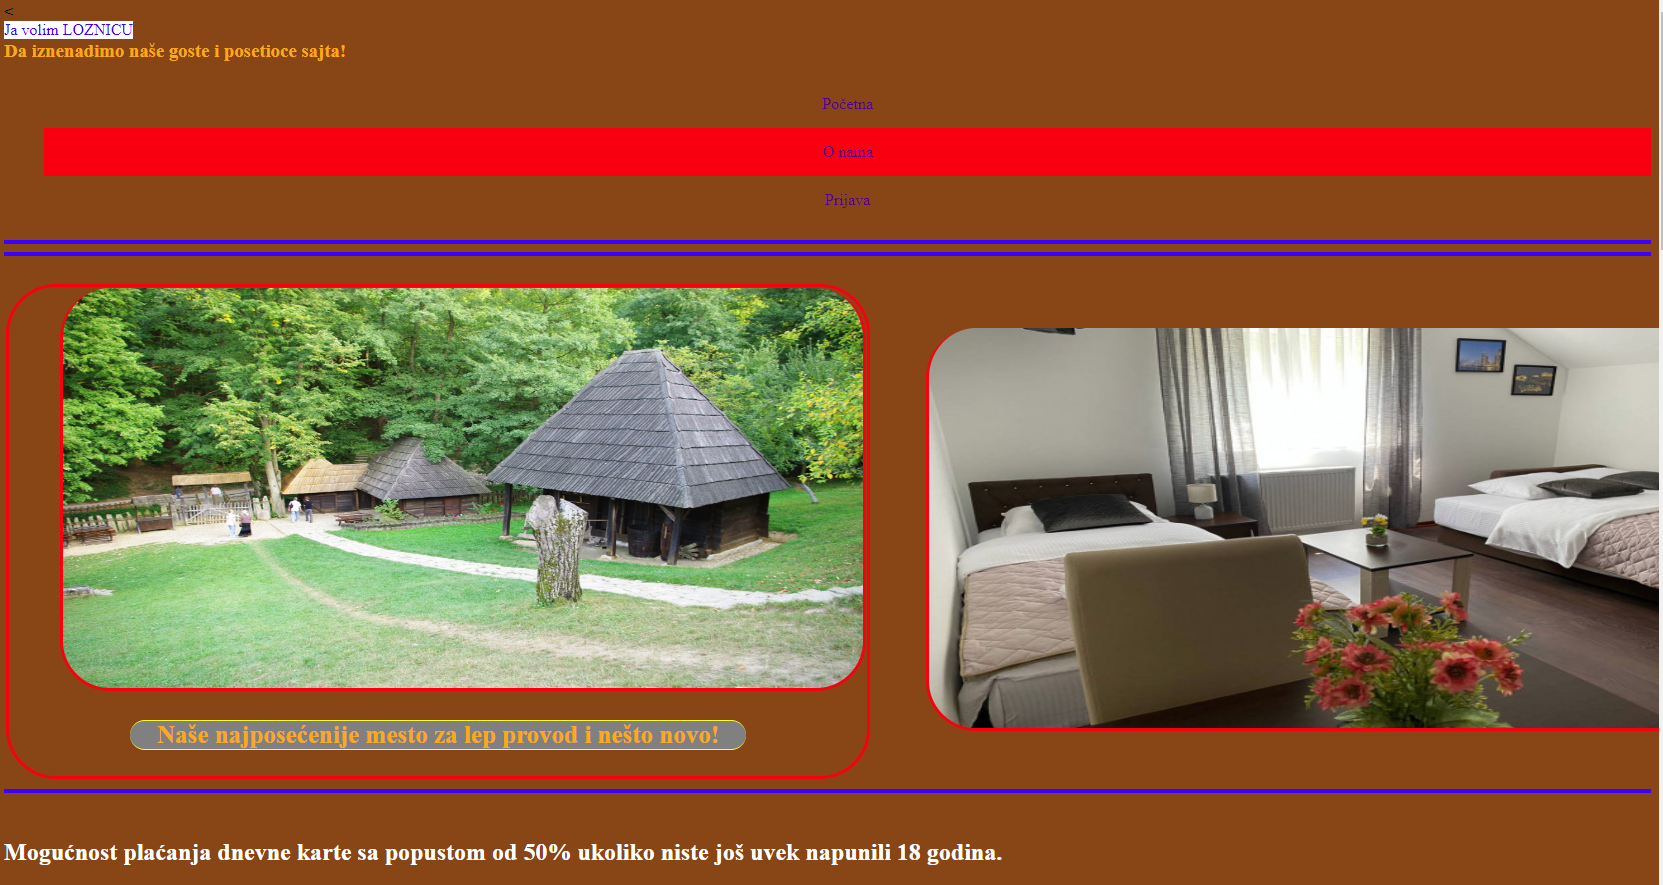 <
Ja volim LOZNICU
Da iznenadimo naše goste i posetioce sajta!
Početna
O nama
Prijava
Naše najposećenije mesto za lep provod i nešto novo!
Mogućnost plaćanja dnevne karte sa popustom od 50% ukoliko niste još uvek napunili 18 godina.